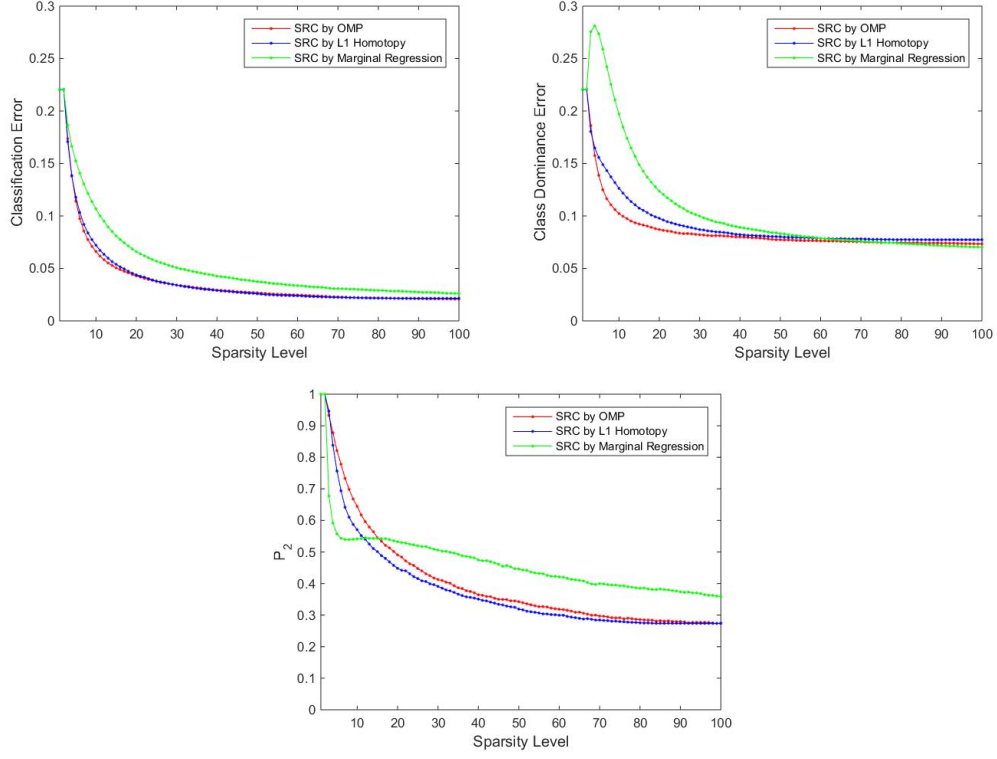 0.3
0.25
0.2
0.15
0.1
0.05
0
Classification Error
SRC by OMP
SRC by L1 Homotopy
SRC by Marginal Regression
10 20 30 40 50 60 70 80 90 100
Sparsity Level
0.3
0.25
0.2
0.15
0.1
0.05
0
Class Dominance Error
SRC by OMP
SRC by L1 Homotopy
SRC by Marginal Regression
10 20 30 40 50 60 70 80 90 100
Sparsity Level
1
0.9
0.8
0.7
0.6
0.5
0.4
0.3
0.2
0.1
0
P2
SRC by OMP
SRC by L1 Homotopy
SRC by Marginal Regression
10 20 30 40 50 60 70 80 90 100
Sparsity Level